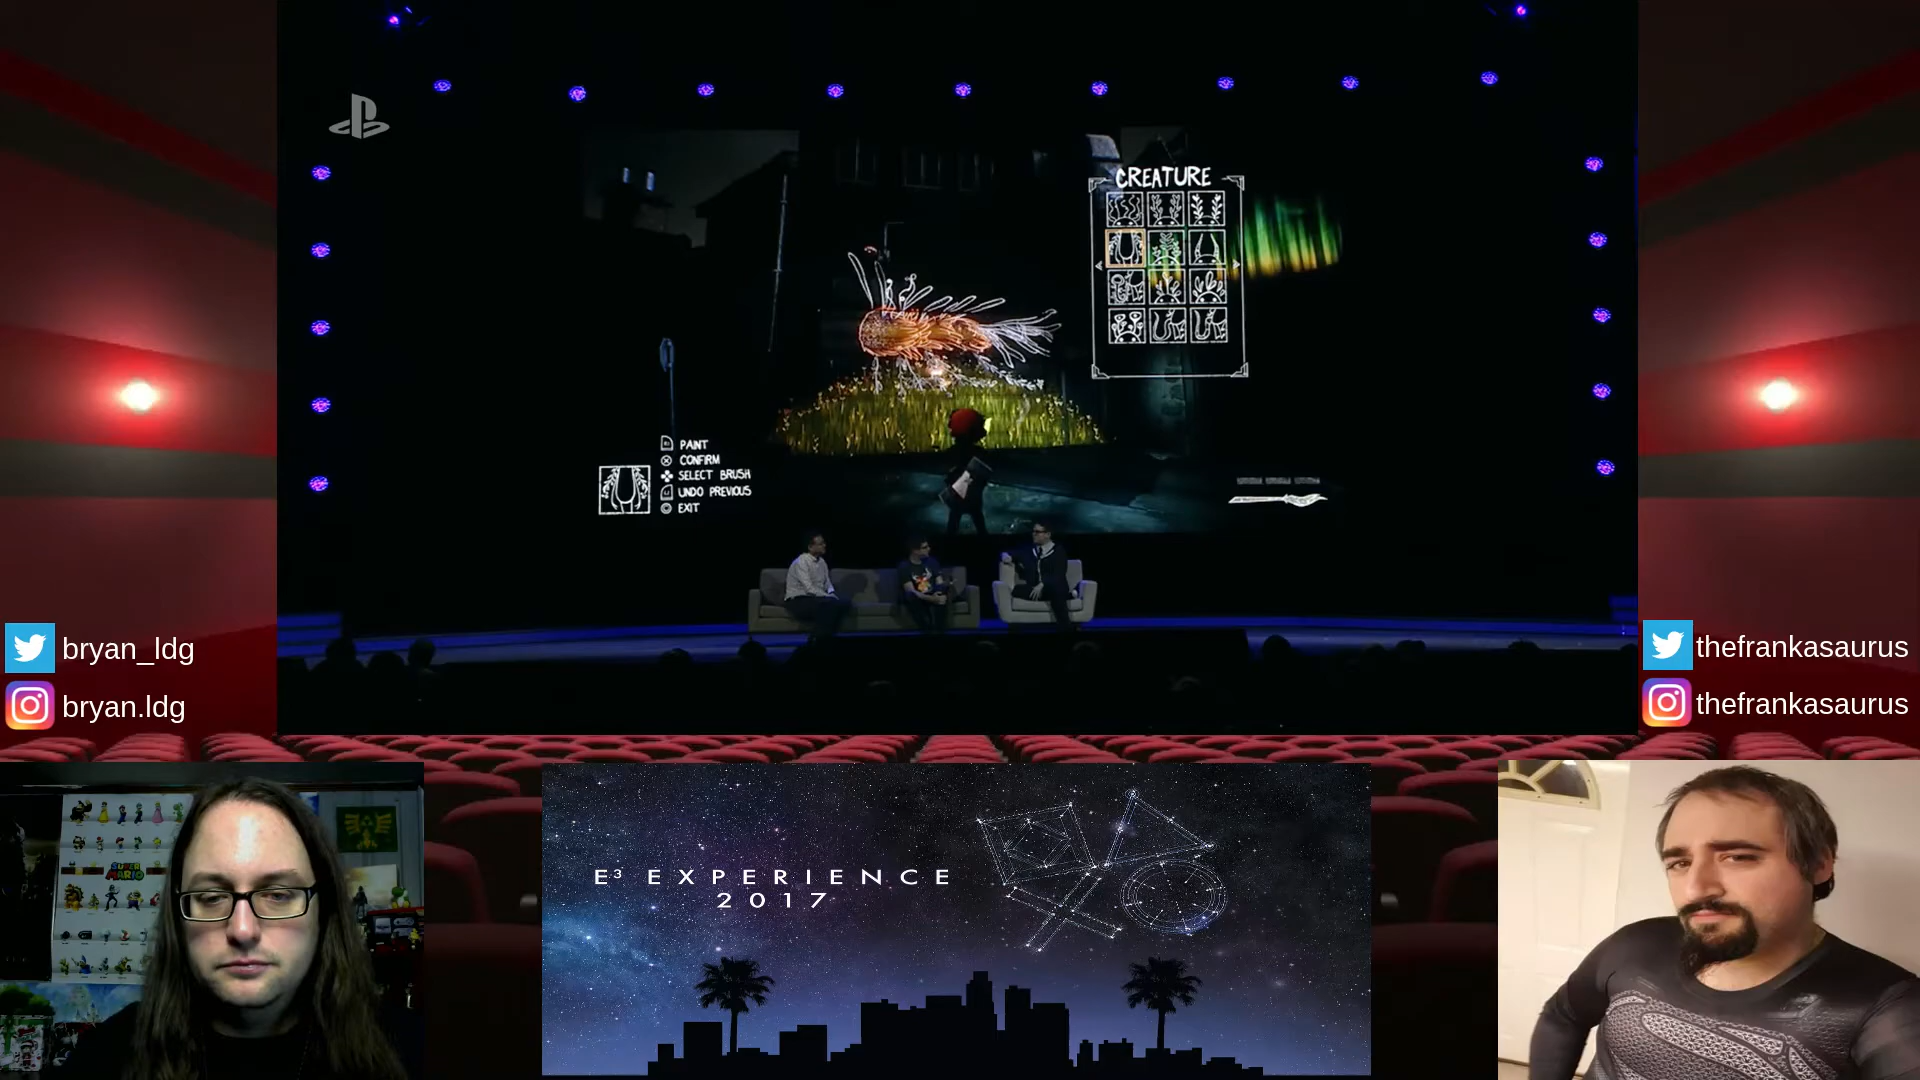 CREATURE
PAINT
CONFIRM
SELECT BRUSH
UNDO PREVIOUS
EXIT
bryan_ldg
bryan.ldg
thefrankasaurus
thefrankasaurus
SUPER
MARIO
E³ EXPERIENCE
2017